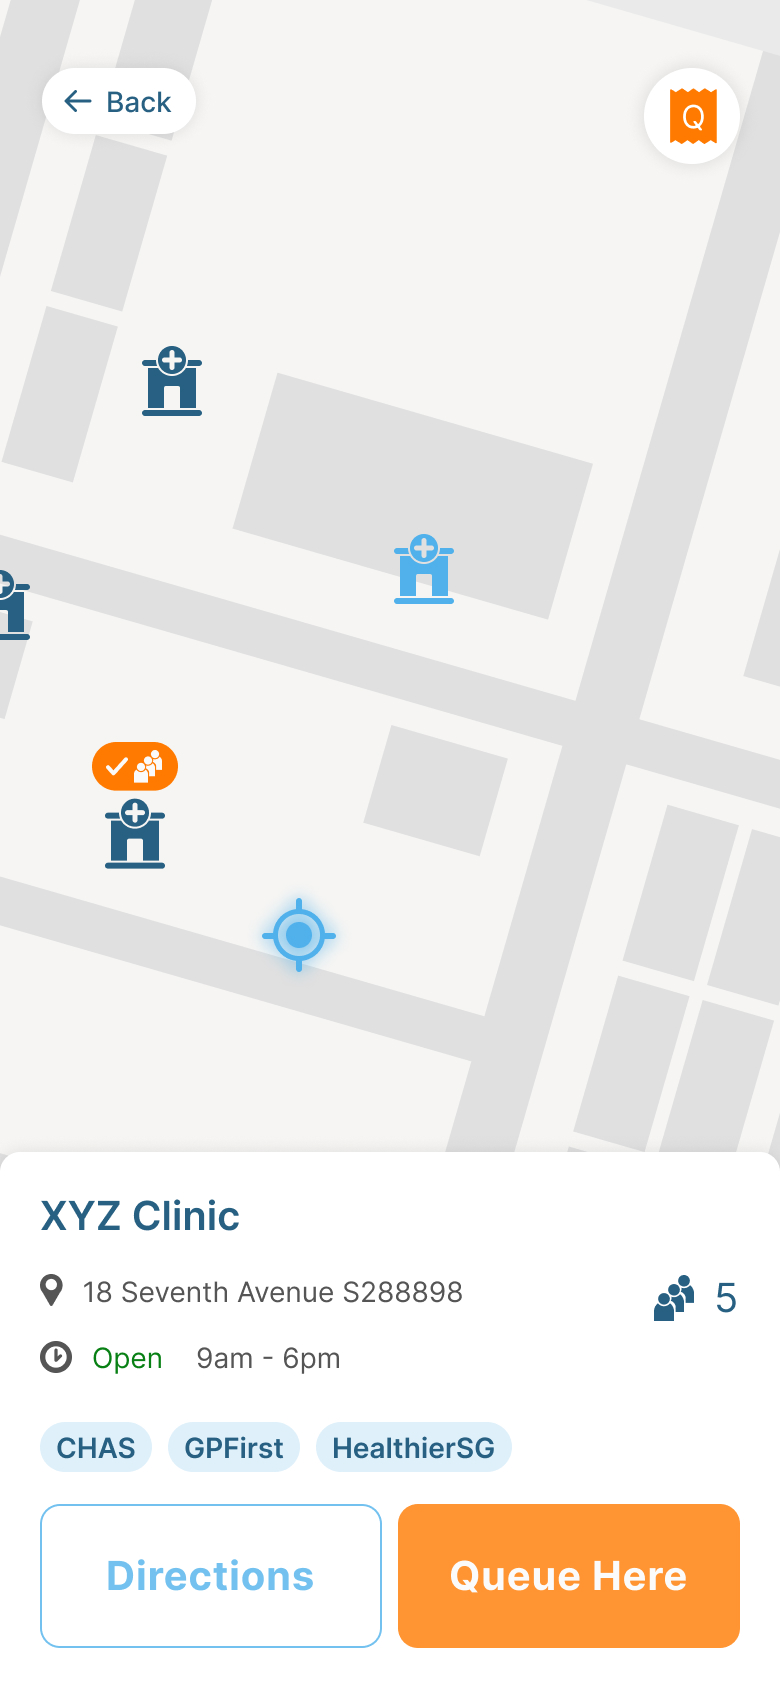 Back
Q
XYZ Clinic
18 Seventh Avenue S288898
5
Open 9am - 6pm
CHAS GPFirst HealthierSG
Directions Queue Here